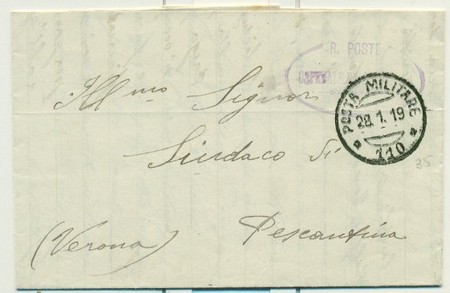 R. POSTE
POSTA MILITARE
28.1.19
110
Ill mo Signor
Sindaco di
Pescantina
(Verona)
35